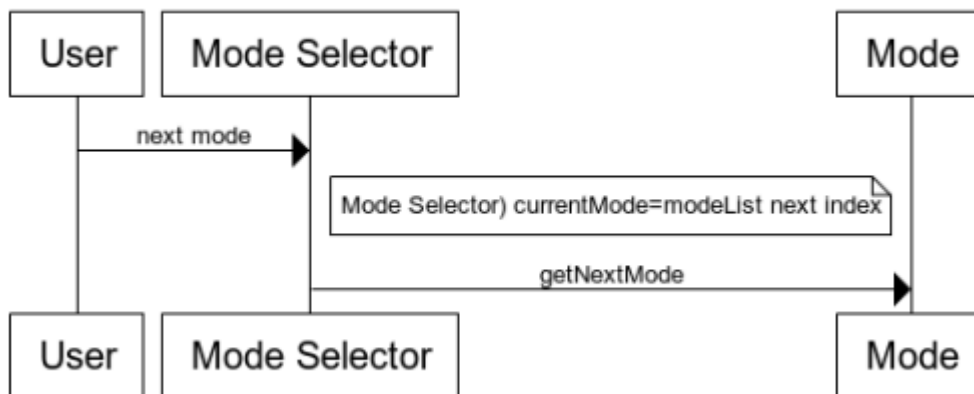 User
Mode Selector
Mode
next mode
Mode Selector) currentMode=modeList next index
getNextMode
User
Mode Selector
Mode